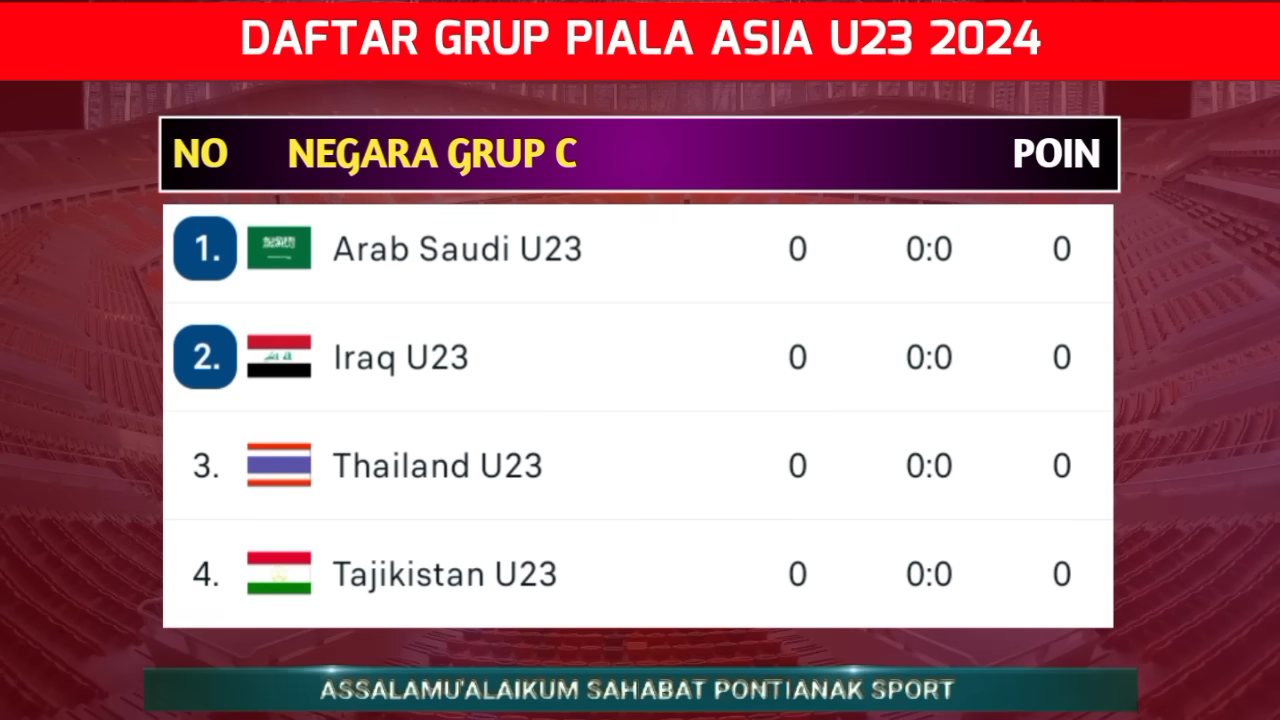 DAFTAR GRUP PIALA ASIA U23 2024
NO NEGARA GRUP C POIN
1. Arab Saudi U23 0 0:0 0
2. Iraq U23 0 0:0 0
3. Thailand U23 0 0:0 0
4. Tajikistan U23 0 0:0 0
ASSALAMU'ALAIKUM SAHABAT PONTIANAK SPORT